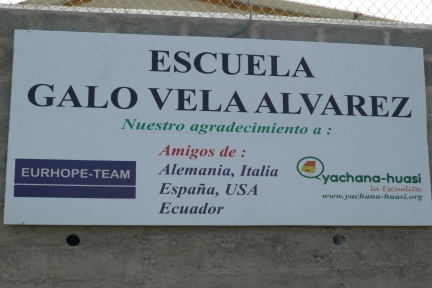 ESCUELA
GALO VELA ALVAREZ
Nuestro agradecimiento a :
Amigos de :
Alemania, Italia
España, USA
Ecuador
EURHOPE-TEAM
yachana-huasi
la Escuelita
www.yachana-huasi.org